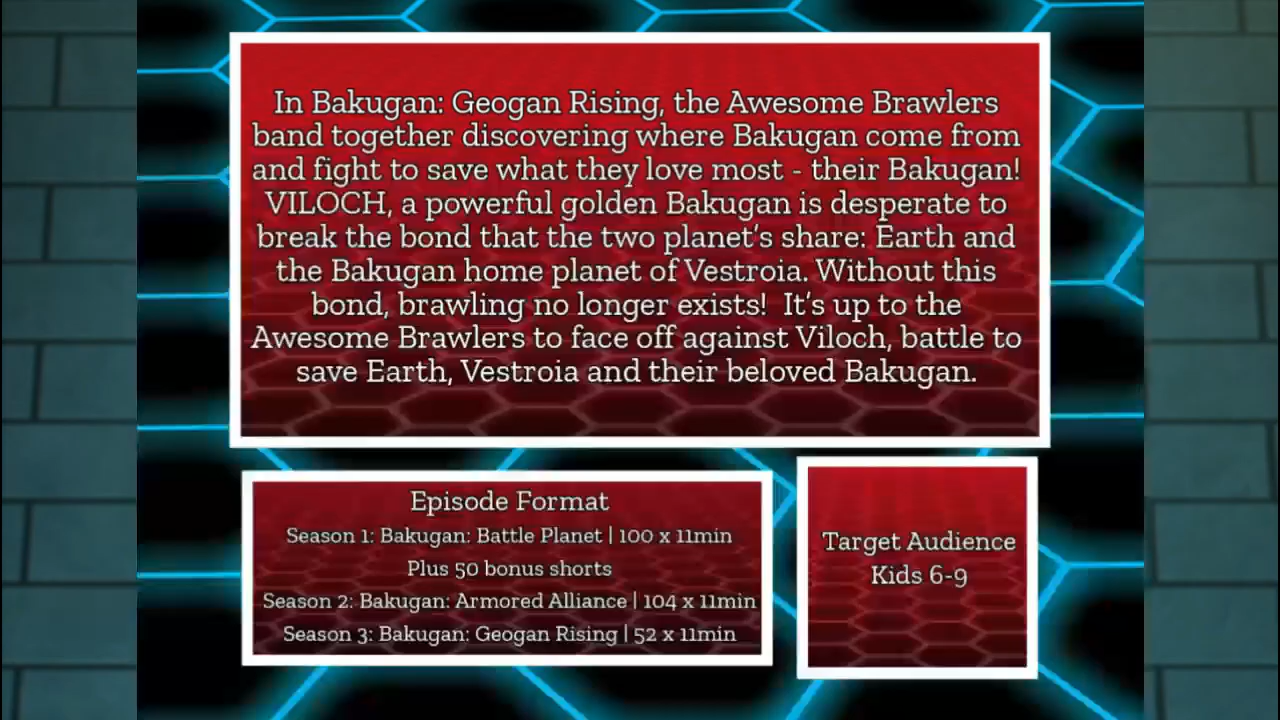 In Bakugan: Geogan Rising, the Awesome Brawlers
band together discovering where Bakugan come from
and fight to save what they love most - their Bakugan!
VILOCH, a powerful golden Bakugan is desperate to
break the bond that the two planet's share: Earth and
the Bakugan home planet of Vestroia. Without this
bond, brawling no longer exists! It's up to the
Awesome Brawlers to face off against Viloch, battle to
save Earth, Vestroia and their beloved Bakugan.
Episode Format
Season 1: Bakugan: Battle Planet | 100 x 11min
Plus 50 bonus shorts
Season 2: Bakugan: Armored Alliance | 104 x 11min
Season 3: Bakugan: Geogan Rising | 52 x 11min
Target Audience
Kids 6-9